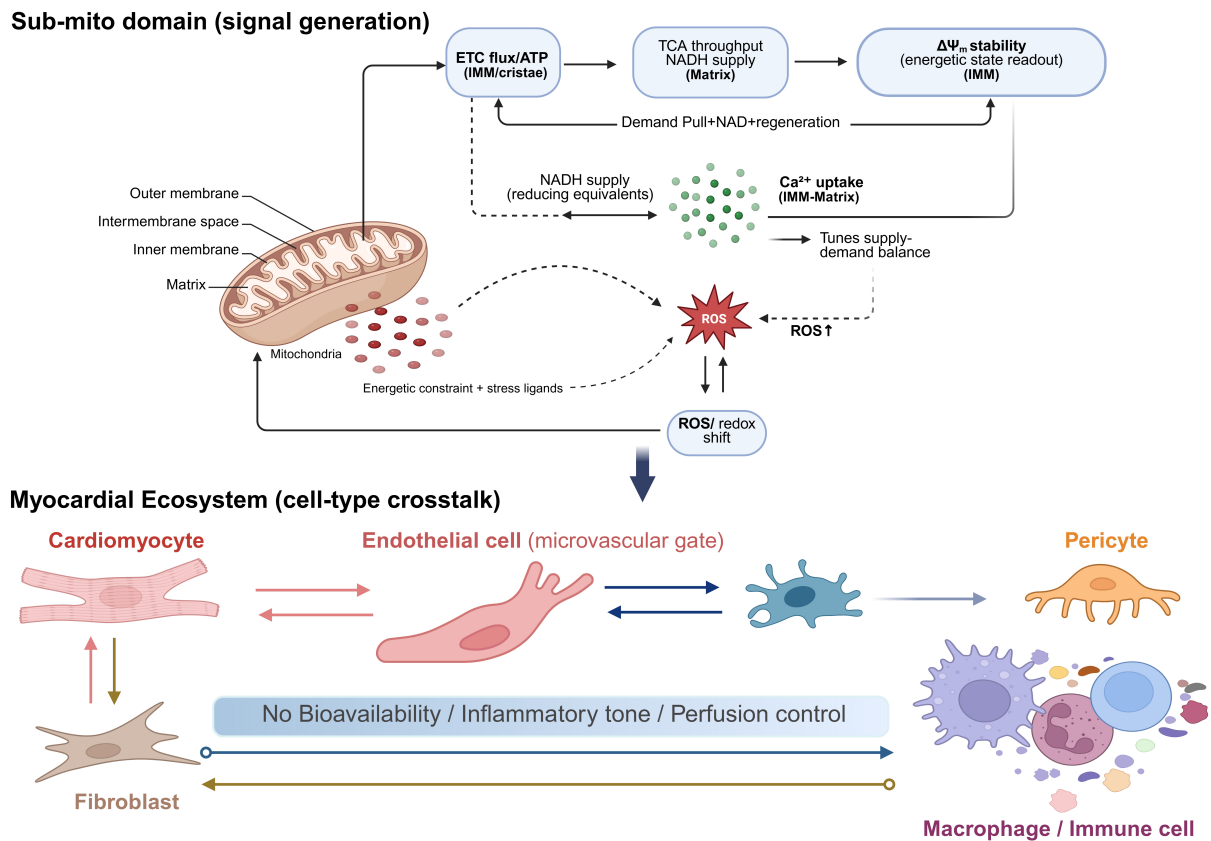 Sub-mito domain (signal generation)
ETC flux/ATP
(IMM/cristae)
TCA throughput
NADH supply
(Matrix)
ΔΨm stability
(energetic state readout)
(IMM)
Demand Pull+NAD+regeneration
NADH supply
(reducing equivalents)
Ca²⁺ uptake
(IMM-Matrix)
Tunes supply-
demand balance
Outer membrane
Intermembrane space
Inner membrane
Matrix
Mitochondria
ROS
ROS↑
Energetic constraint + stress ligands
ROS/ redox
shift
Myocardial Ecosystem (cell-type crosstalk)
Cardiomyocyte
Endothelial cell (microvascular gate)
Pericyte
No Bioavailability / Inflammatory tone / Perfusion control
Fibroblast
Macrophage / Immune cell